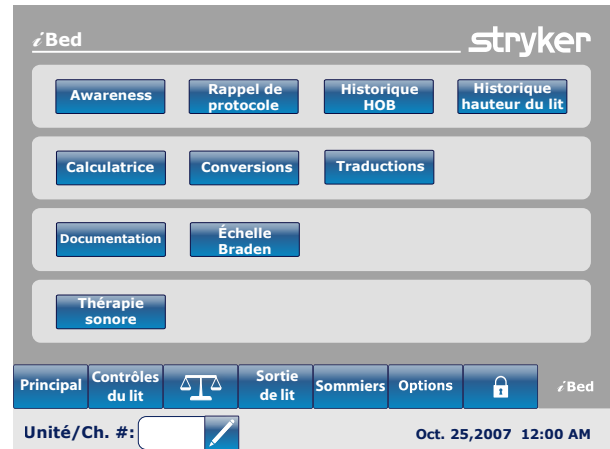 iBed
stryker
Awareness
Rappel de
protocole
Historique
HOB
Historique
hauteur du lit
Calculatrice
Conversions
Traductions
Documentation
Échelle
Braden
Thérapie
sonore
Principal
Contrôles
du lit
Sortie
de lit
Sommiers
Options
iBed
Unité/Ch. #:
Oct. 25,2007 12:00 AM